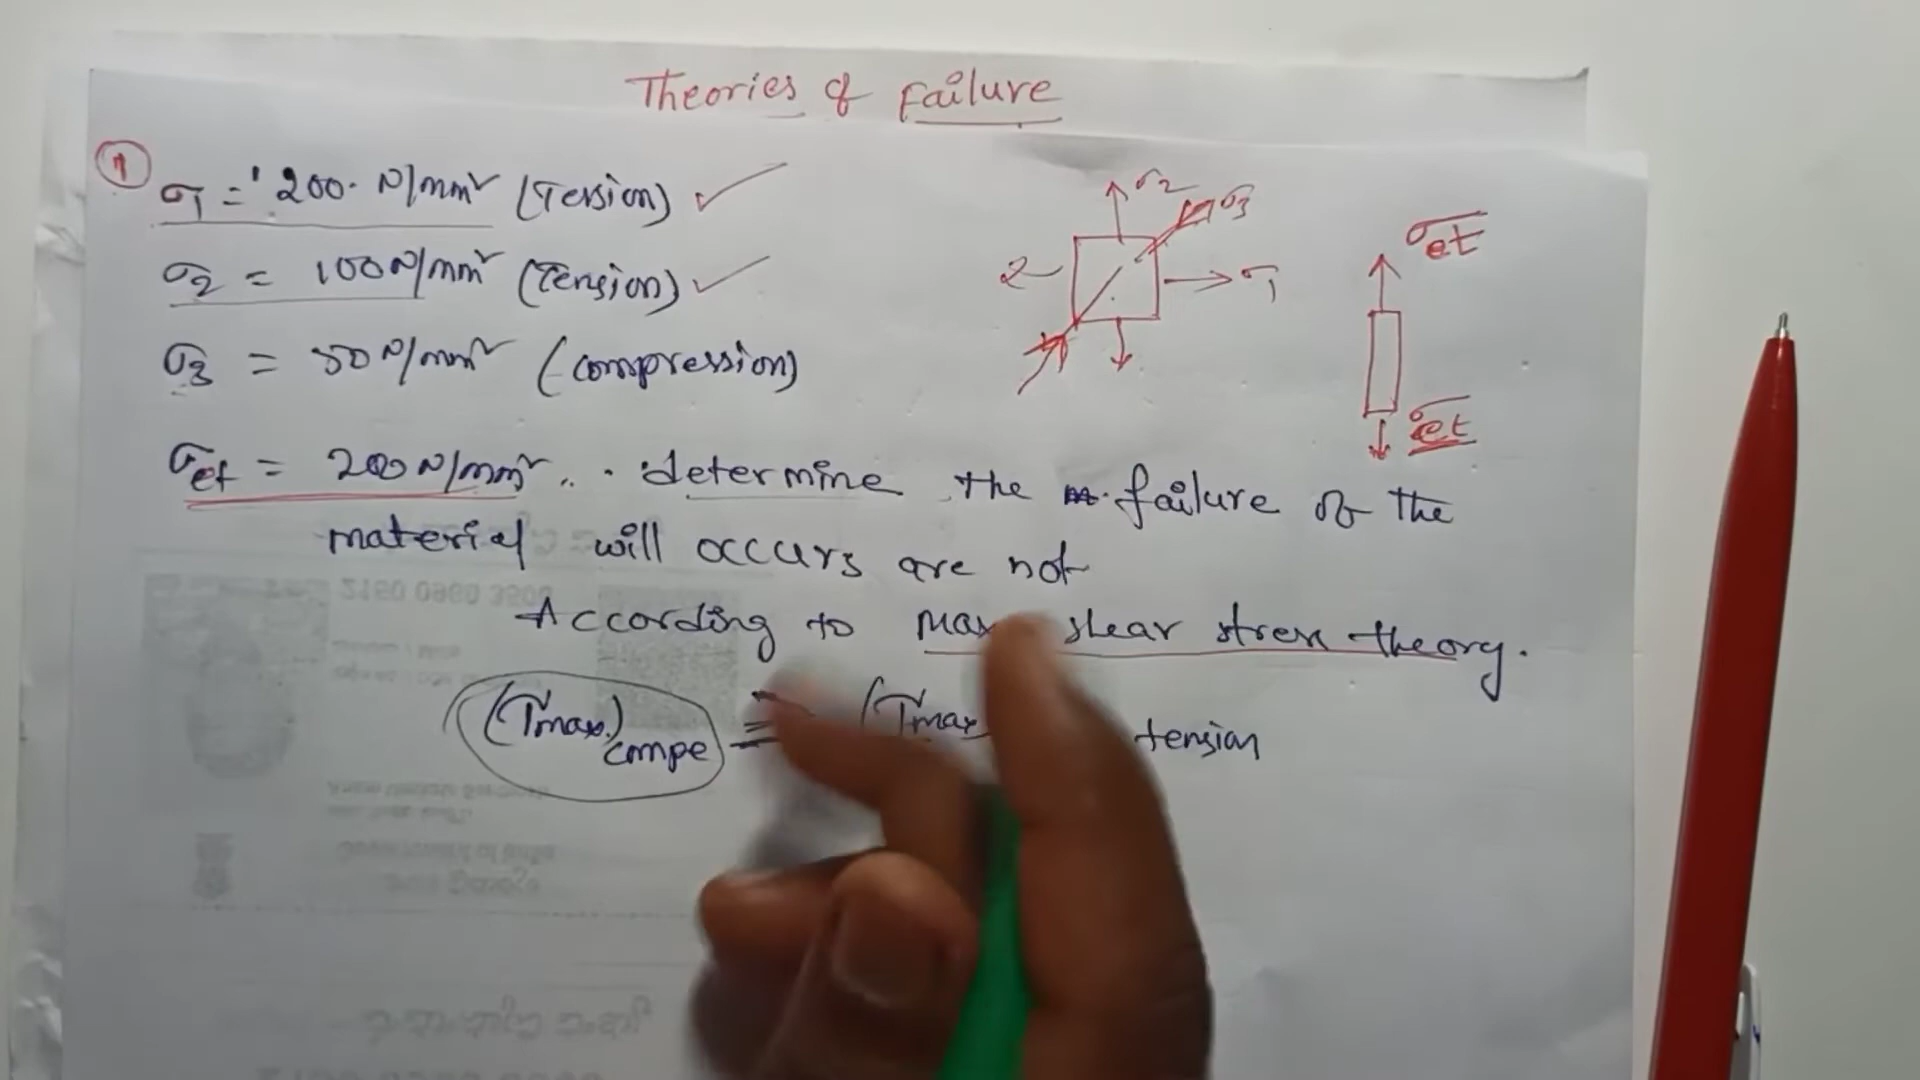 Theories of Failure
1
σ1 = 200 N/mm² (Tension) ✓
σ2 = 100 N/mm² (Tension) ✓
σ3 = 50 N/mm² (compression)
σ2
σ3
2
σ1
σet
σet
σet = 200 N/mm². determine the failure of the
material will occurs are not
According to Max shear stress theory.
(τmax)compe = (τmax tension